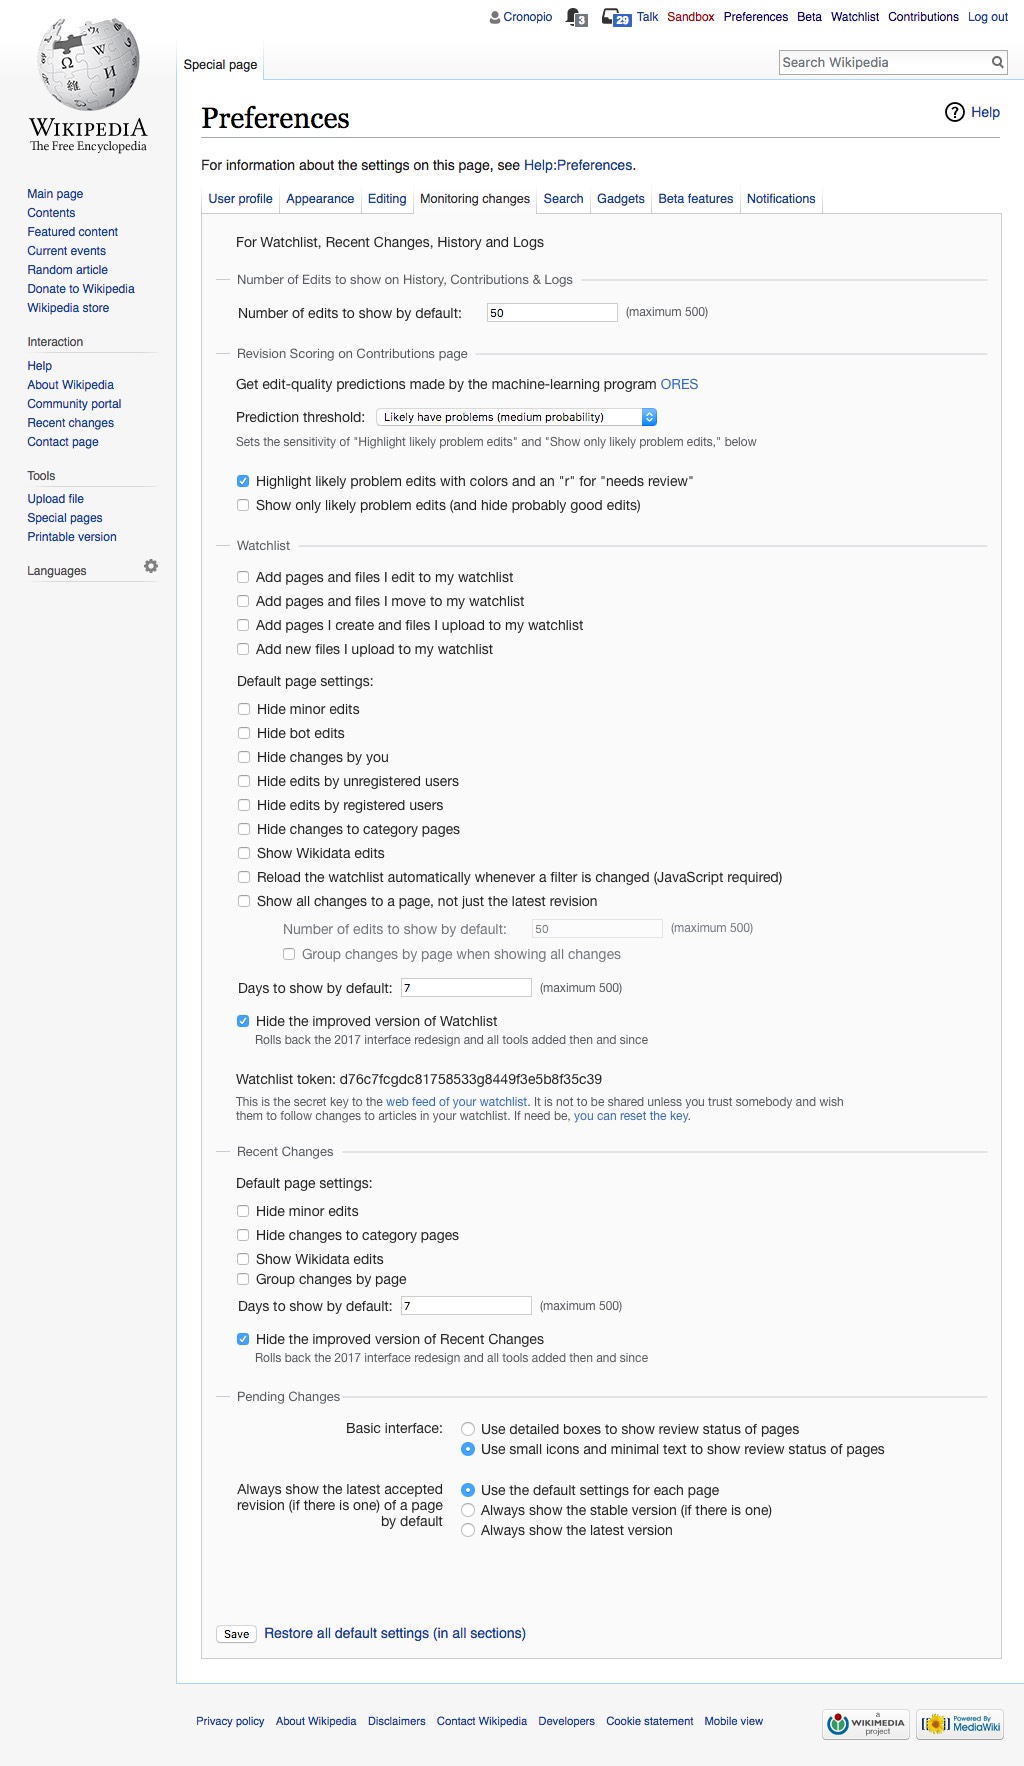 Cronopio 3 29 Talk Sandbox Preferences Beta Watchlist Contributions Log out
Special page
Search Wikipedia
WIKIPEDIA
The Free Encyclopedia
Main page
Contents
Featured content
Current events
Random article
Donate to Wikipedia
Wikipedia store
Interaction
Help
About Wikipedia
Community portal
Recent changes
Contact page
Tools
Upload file
Special pages
Printable version
Languages
Preferences
Help
For information about the settings on this page, see Help:Preferences.
User profile Appearance Editing Monitoring changes Search Gadgets Beta features Notifications
For Watchlist, Recent Changes, History and Logs
Number of Edits to show on History, Contributions & Logs
Number of edits to show by default: 50 (maximum 500)
Revision Scoring on Contributions page
Get edit-quality predictions made by the machine-learning program ORES
Prediction threshold: Likely have problems (medium probability)
Sets the sensitivity of "Highlight likely problem edits" and "Show only likely problem edits," below
Highlight likely problem edits with colors and an "r" for "needs review"
Show only likely problem edits (and hide probably good edits)
Watchlist
Add pages and files I edit to my watchlist
Add pages and files I move to my watchlist
Add pages I create and files I upload to my watchlist
Add new files I upload to my watchlist
Default page settings:
Hide minor edits
Hide bot edits
Hide changes by you
Hide edits by unregistered users
Hide edits by registered users
Hide changes to category pages
Show Wikidata edits
Reload the watchlist automatically whenever a filter is changed (JavaScript required)
Show all changes to a page, not just the latest revision
Number of edits to show by default: 50 (maximum 500)
Group changes by page when showing all changes
Days to show by default: 7 (maximum 500)
Hide the improved version of Watchlist
Rolls back the 2017 interface redesign and all tools added then and since
Watchlist token: d76c7fcgdc81758533g8449f3e5b8f35c39
This is the secret key to the web feed of your watchlist. It is not to be shared unless you trust somebody and wish
them to follow changes to articles in your watchlist. If need be, you can reset the key.
Recent Changes
Default page settings:
Hide minor edits
Hide changes to category pages
Show Wikidata edits
Group changes by page
Days to show by default: 7 (maximum 500)
Hide the improved version of Recent Changes
Rolls back the 2017 interface redesign and all tools added then and since
Pending Changes
Basic interface: Use detailed boxes to show review status of pages
Use small icons and minimal text to show review status of pages
Always show the latest accepted
revision (if there is one) of a page
by default
Use the default settings for each page
Always show the stable version (if there is one)
Always show the latest version
Save Restore all default settings (in all sections)
Privacy policy About Wikipedia Disclaimers Contact Wikipedia Developers Cookie statement Mobile view
a
WIKIMEDIA
project
Powered By
MediaWiki